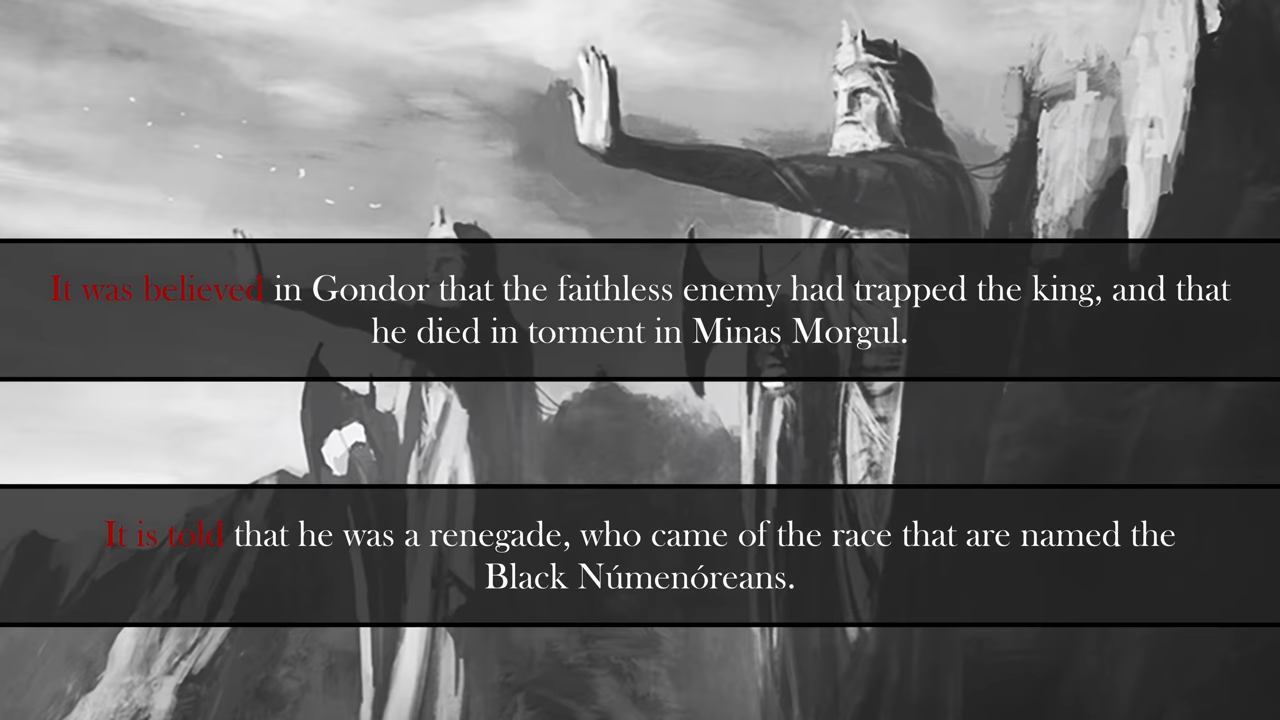 It was believed in Gondor that the faithless enemy had trapped the king, and that
he died in torment in Minas Morgul.
It is told that he was a renegade, who came of the race that are named the
Black Númenóreans.